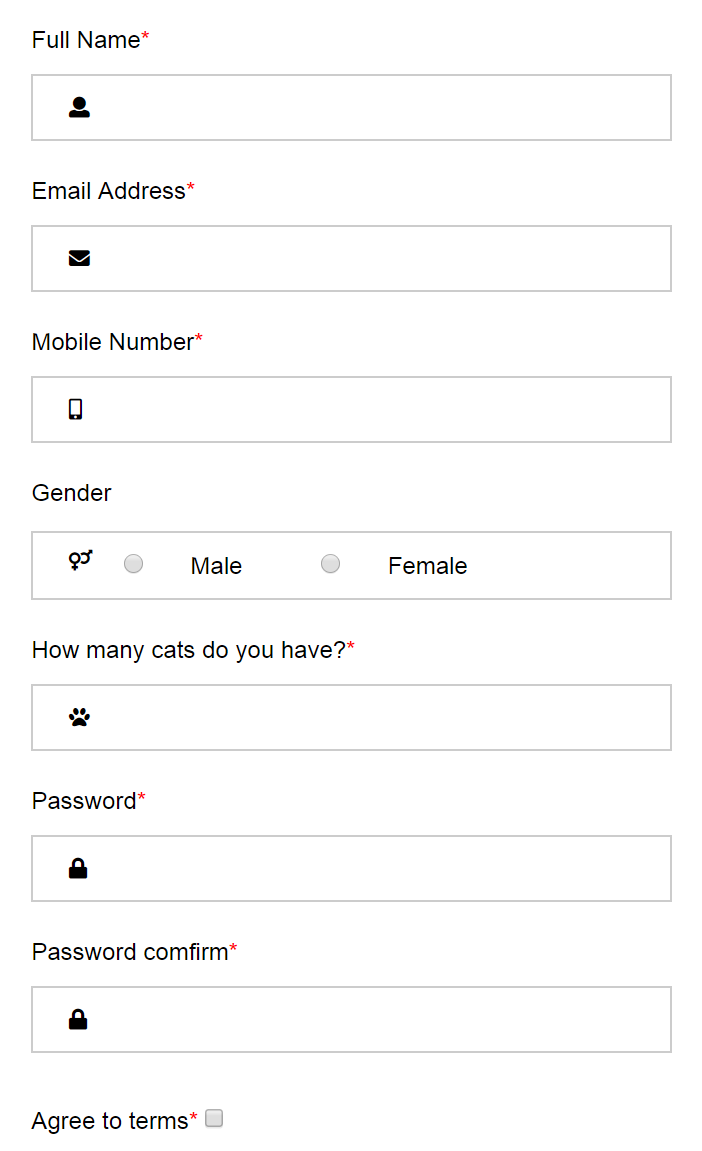 Full Name*
Email Address*
Mobile Number*
Gender
Male Female
How many cats do you have?*
Password*
Password comfirm*
Agree to terms*